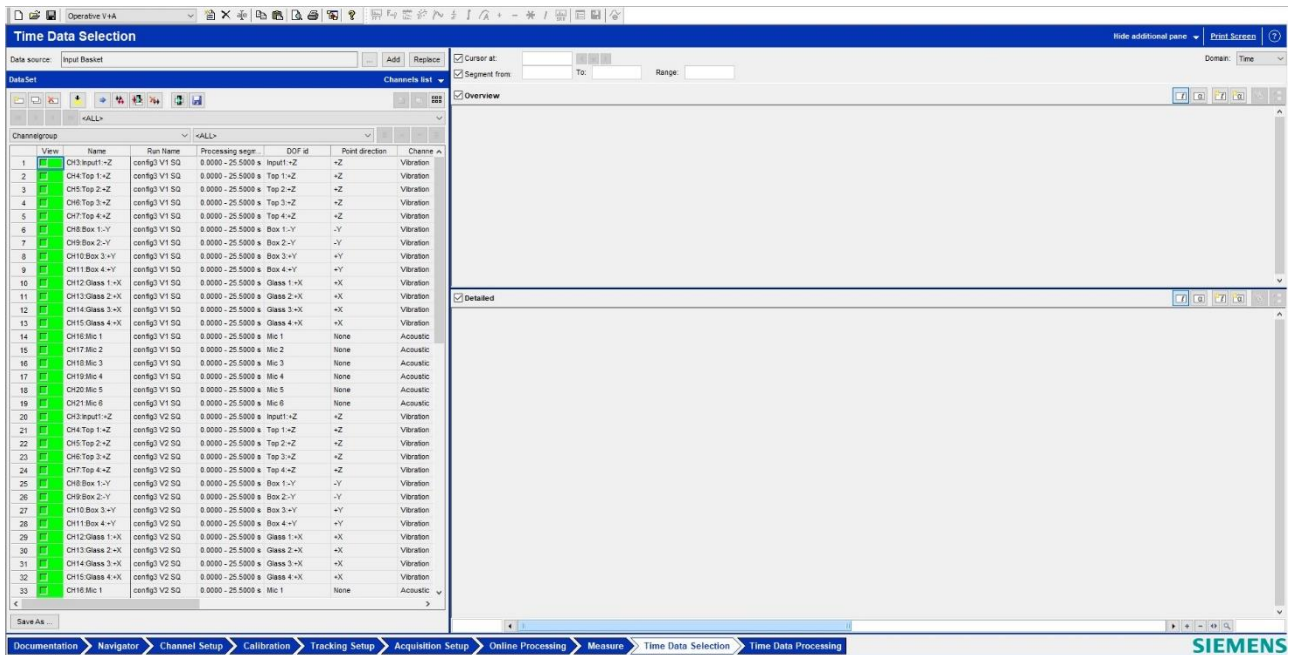 Operative V+A
Time Data Selection
Hide additional pane Print Screen
Data source: Input Basket ... Add Replace
DataSet Channels list
<ALL>
Channelgroup <ALL>
View Name Run Name Processing segm... DOF id Point direction Channe
1 CH3:Input1:+Z config3 V1 SQ 0.0000 - 25.5000 s Input1:+Z +Z Vibration
2 CH4:Top 1:+Z config3 V1 SQ 0.0000 - 25.5000 s Top 1:+Z +Z Vibration
3 CH5:Top 2:+Z config3 V1 SQ 0.0000 - 25.5000 s Top 2:+Z +Z Vibration
4 CH6:Top 3:+Z config3 V1 SQ 0.0000 - 25.5000 s Top 3:+Z +Z Vibration
5 CH7:Top 4:+Z config3 V1 SQ 0.0000 - 25.5000 s Top 4:+Z +Z Vibration
6 CH8:Box 1:-Y config3 V1 SQ 0.0000 - 25.5000 s Box 1:-Y -Y Vibration
7 CH9:Box 2:-Y config3 V1 SQ 0.0000 - 25.5000 s Box 2:-Y -Y Vibration
8 CH10:Box 3:+Y config3 V1 SQ 0.0000 - 25.5000 s Box 3:+Y +Y Vibration
9 CH11:Box 4:+Y config3 V1 SQ 0.0000 - 25.5000 s Box 4:+Y +Y Vibration
10 CH12:Glass 1:+X config3 V1 SQ 0.0000 - 25.5000 s Glass 1:+X +X Vibration
11 CH13:Glass 2:+X config3 V1 SQ 0.0000 - 25.5000 s Glass 2:+X +X Vibration
12 CH14:Glass 3:+X config3 V1 SQ 0.0000 - 25.5000 s Glass 3:+X +X Vibration
13 CH15:Glass 4:+X config3 V1 SQ 0.0000 - 25.5000 s Glass 4:+X +X Vibration
14 CH16:Mic 1 config3 V1 SQ 0.0000 - 25.5000 s Mic 1 None Acoustic
15 CH17:Mic 2 config3 V1 SQ 0.0000 - 25.5000 s Mic 2 None Acoustic
16 CH18:Mic 3 config3 V1 SQ 0.0000 - 25.5000 s Mic 3 None Acoustic
17 CH19:Mic 4 config3 V1 SQ 0.0000 - 25.5000 s Mic 4 None Acoustic
18 CH20:Mic 5 config3 V1 SQ 0.0000 - 25.5000 s Mic 5 None Acoustic
19 CH21:Mic 6 config3 V1 SQ 0.0000 - 25.5000 s Mic 6 None Acoustic
20 CH3:Input1:+Z config3 V2 SQ 0.0000 - 25.5000 s Input1:+Z +Z Vibration
21 CH4:Top 1:+Z config3 V2 SQ 0.0000 - 25.5000 s Top 1:+Z +Z Vibration
22 CH5:Top 2:+Z config3 V2 SQ 0.0000 - 25.5000 s Top 2:+Z +Z Vibration
23 CH6:Top 3:+Z config3 V2 SQ 0.0000 - 25.5000 s Top 3:+Z +Z Vibration
24 CH7:Top 4:+Z config3 V2 SQ 0.0000 - 25.5000 s Top 4:+Z +Z Vibration
25 CH8:Box 1:-Y config3 V2 SQ 0.0000 - 25.5000 s Box 1:-Y -Y Vibration
26 CH9:Box 2:-Y config3 V2 SQ 0.0000 - 25.5000 s Box 2:-Y -Y Vibration
27 CH10:Box 3:+Y config3 V2 SQ 0.0000 - 25.5000 s Box 3:+Y +Y Vibration
28 CH11:Box 4:+Y config3 V2 SQ 0.0000 - 25.5000 s Box 4:+Y +Y Vibration
29 CH12:Glass 1:+X config3 V2 SQ 0.0000 - 25.5000 s Glass 1:+X +X Vibration
30 CH13:Glass 2:+X config3 V2 SQ 0.0000 - 25.5000 s Glass 2:+X +X Vibration
31 CH14:Glass 3:+X config3 V2 SQ 0.0000 - 25.5000 s Glass 3:+X +X Vibration
32 CH15:Glass 4:+X config3 V2 SQ 0.0000 - 25.5000 s Glass 4:+X +X Vibration
33 CH16:Mic 1 config3 V2 SQ 0.0000 - 25.5000 s Mic 1 None Acoustic
Save As ...
Cursor at: Domain: Time
Segment from: To: Range:
Overview
Detailed
Documentation Navigator Channel Setup Calibration Tracking Setup Acquisition Setup Online Processing Measure Time Data Selection Time Data Processing
SIEMENS